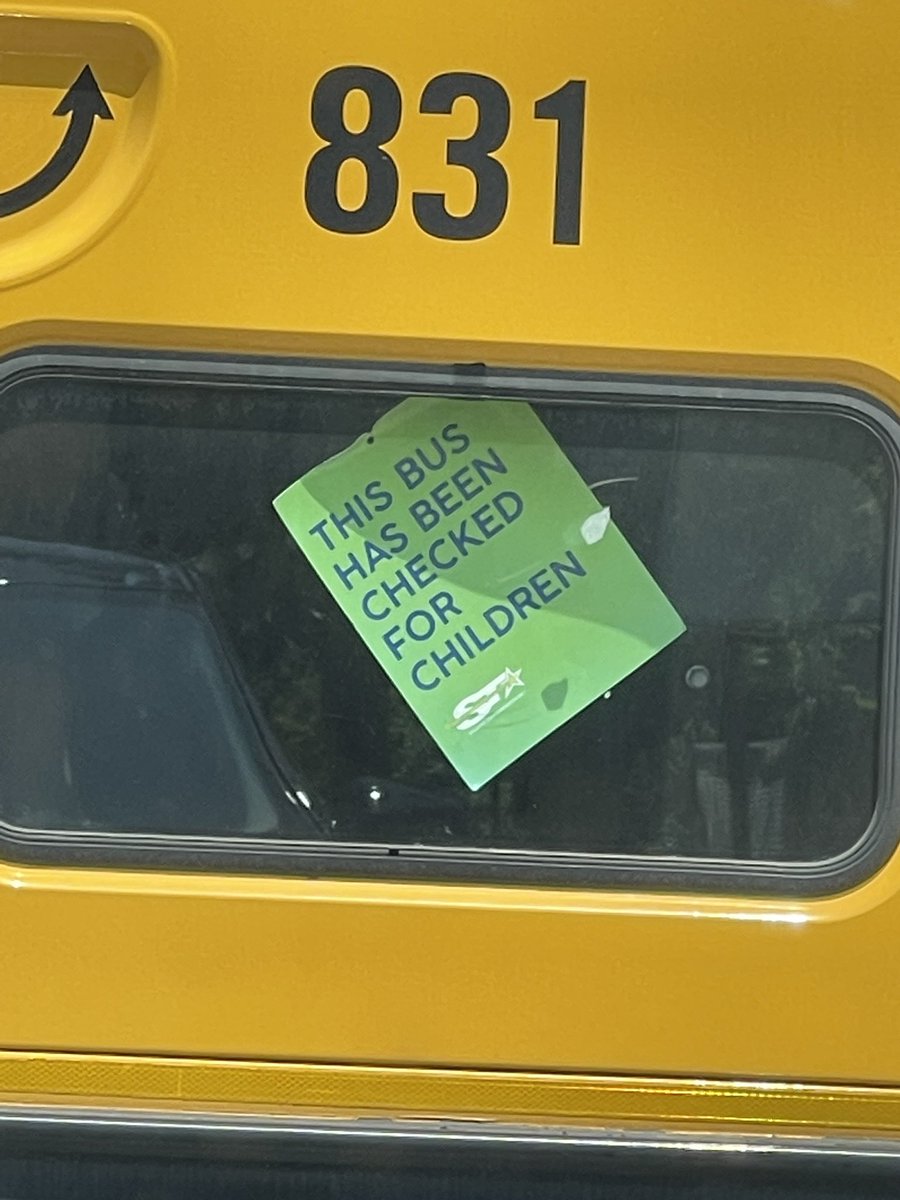 831
THIS BUS
HAS BEEN
CHECKED
FOR
CHILDREN